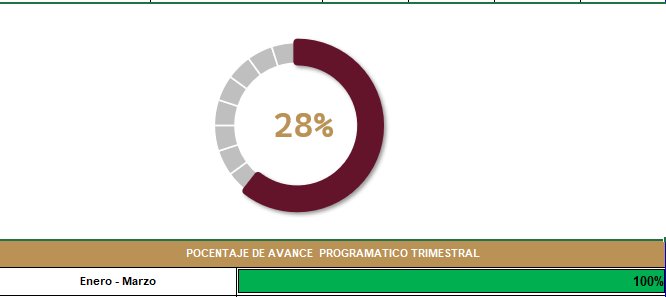 28%
POCENTAJE DE AVANCE PROGRAMATICO TRIMESTRAL
Enero - Marzo 100%